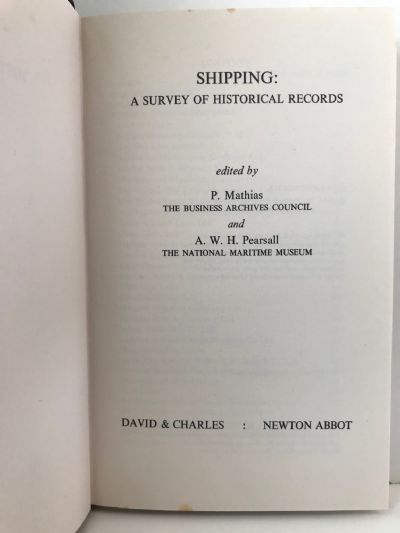 SHIPPING:
A SURVEY OF HISTORICAL RECORDS
edited by
P. Mathias
THE BUSINESS ARCHIVES COUNCIL
and
A. W. H. Pearsall
THE NATIONAL MARITIME MUSEUM
DAVID & CHARLES : NEWTON ABBOT